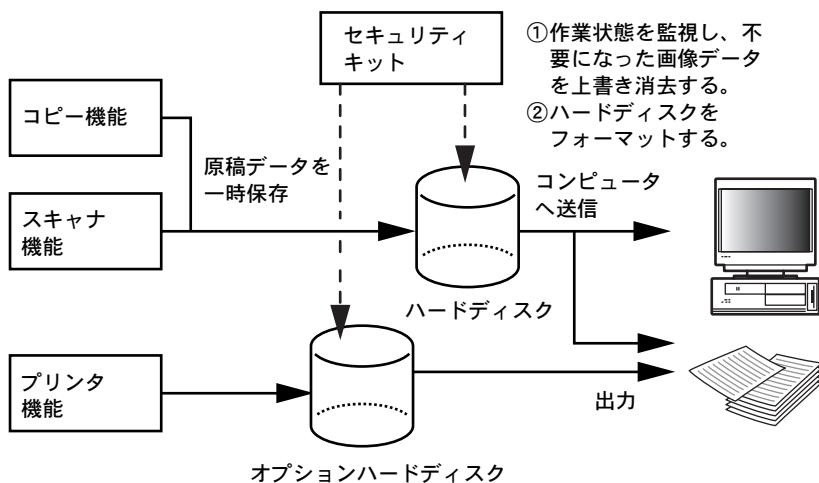 セキュリティ
キット
①作業状態を監視し、不
要になった画像データ
を上書き消去する。
②ハードディスクを
フォーマットする。
コピー機能
原稿データを
一時保存
コンピュータ
へ送信
スキャナ
機能
ハードディスク
プリンタ
機能
出力
オプションハードディスク